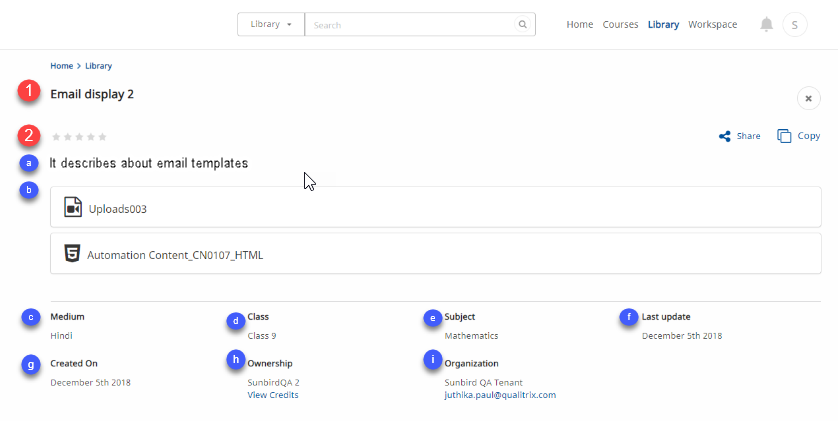 Library Search Home Courses Library Workspace S
Home > Library
1 Email display 2
2 Share Copy
a It describes about email templates
b
Uploads003
Automation Content_CN0107_HTML
c Medium d Class e Subject f Last update
Hindi Class 9 Mathematics December 5th 2018
g Created On h Ownership i Organization
December 5th 2018 SunbirdQA 2 Sunbird QA Tenant
View Credits juthika.paul@qualitrix.com